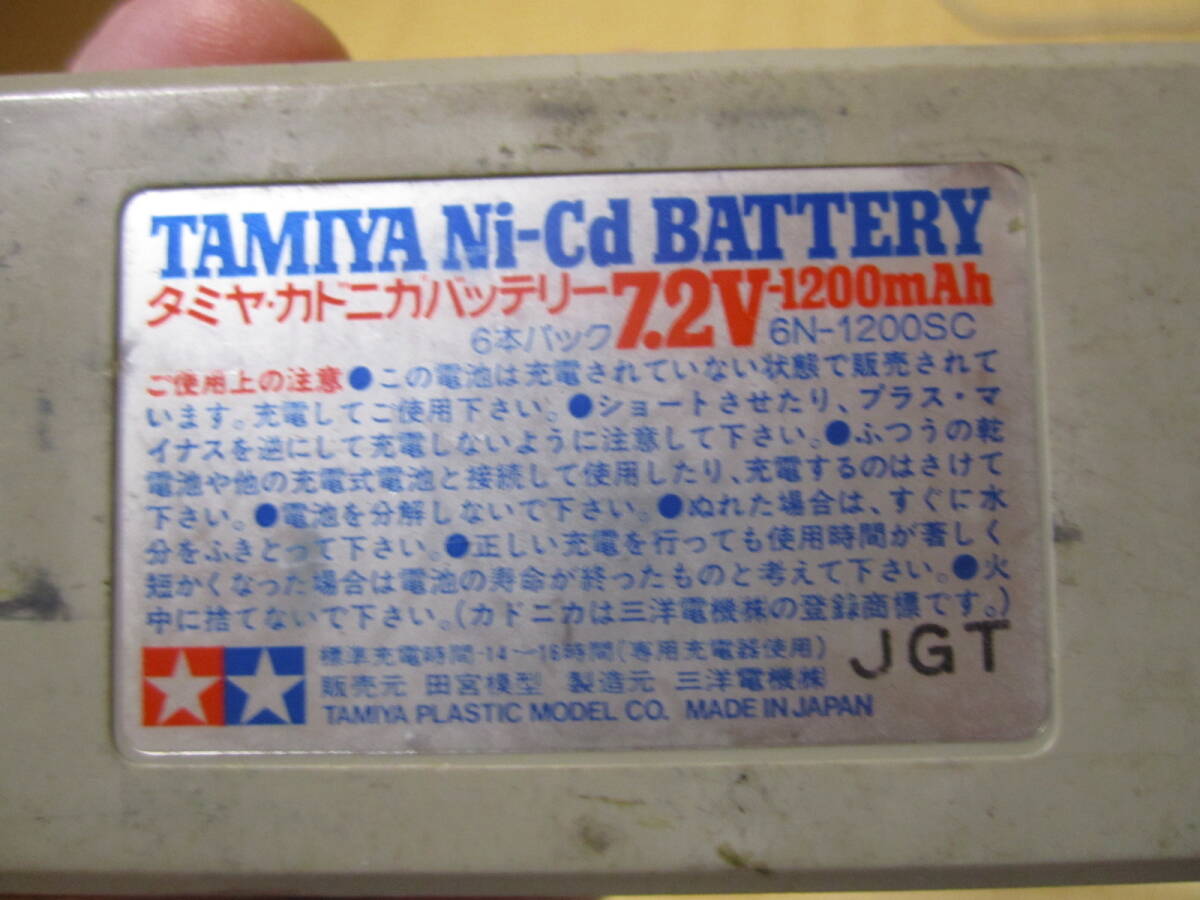 TAMIYA Ni-Cd BATTERY
タミヤ・カドニカバッテリー7.2V-1200mAh
6本パック 6N-1200SC
ご使用上の注意●この電池は充電されていない状態で販売されて
います。充電してご使用下さい。●ショートさせたり、プラス・マ
イナスを逆にして充電しないように注意して下さい。●ふつうの乾
電池や他の充電式電池と接続して使用したり、充電するのはさけて
下さい。●電池を分解しないで下さい。●ぬれた場合は、すぐに水
分をふきとって下さい。●正しい充電を行っても使用時間が著しく
短かくなった場合は電池の寿命が終ったものと考えて下さい。●火
中に捨てないで下さい。(カドニカは三洋電機㈱の登録商標です。)
標準充電時間・14〜16時間(専用充電器使用)
JGT
販売元 田宮模型 製造元 三洋電機㈱
TAMIYA PLASTIC MODEL CO. MADE IN JAPAN